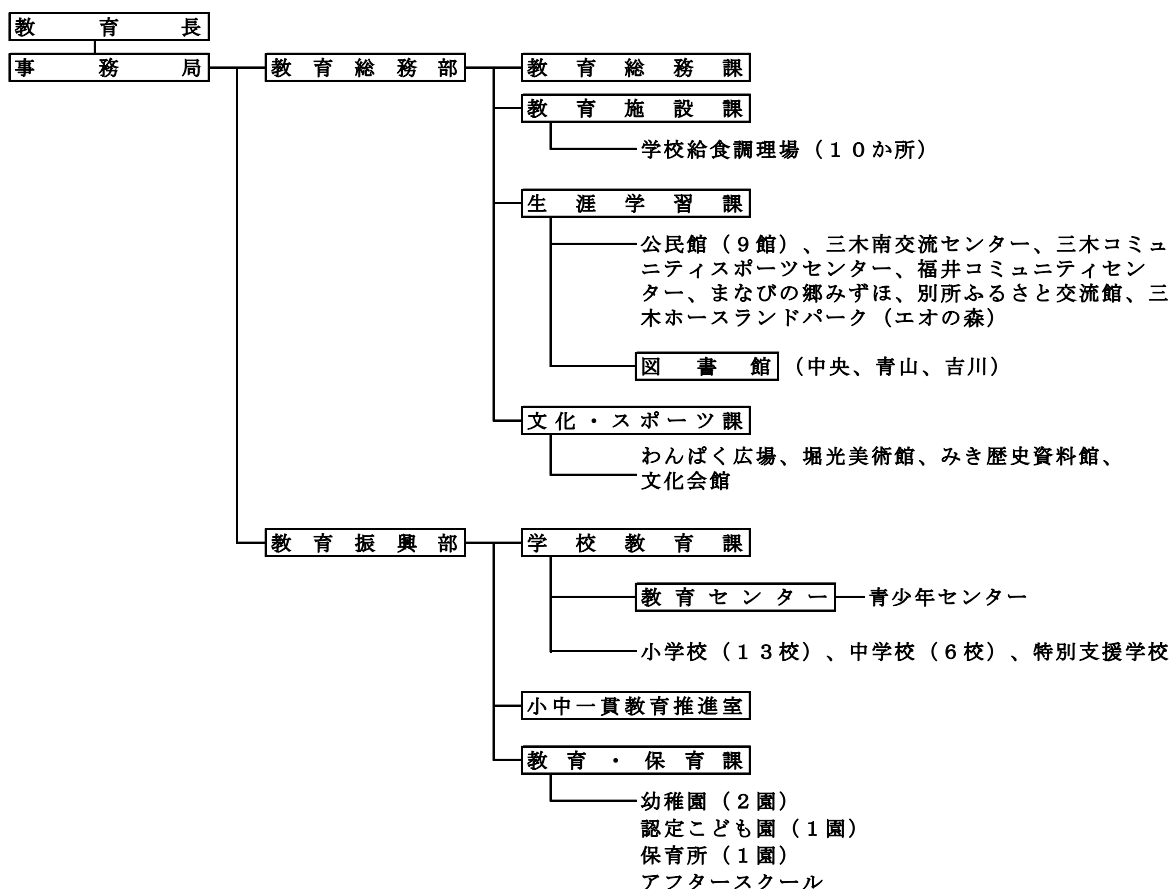 教育長
事務局
教育総務部
教育総務課
教育施設課
学校給食調理場（１０か所）
生涯学習課
公民館（９館）、三木南交流センター、三木コミュ
ニティスポーツセンター、福井コミュニティセン
ター、まなびの郷みずほ、別所ふるさと交流館、三
木ホースランドパーク（エオの森）
図書館（中央、青山、吉川）
文化・スポーツ課
わんぱく広場、堀光美術館、みき歴史資料館、
文化会館
教育振興部
学校教育課
教育センター 青少年センター
小学校（１３校）、中学校（６校）、特別支援学校
小中一貫教育推進室
教育・保育課
幼稚園（２園）
認定こども園（１園）
保育所（１園）
アフタースクール